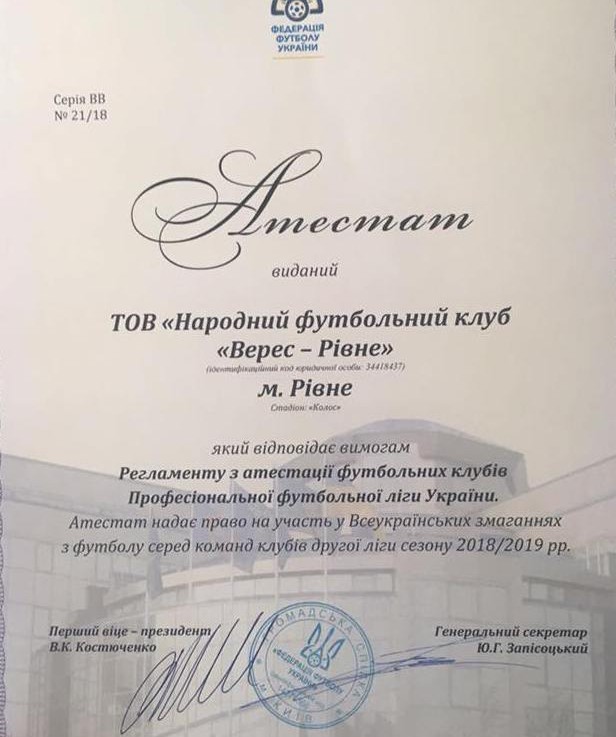 ФЕДЕРАЦІЯ
ФУТБОЛУ
УКРАЇНИ
Серія ВВ
№ 21/18
Атестат
виданий
ТОВ «Народний футбольний клуб
«Верес – Рівне»
(ідентифікаційний код юридичної особи: 34418437)
м. Рівне
Стадіон: «Колос»
який відповідає вимогам
Регламенту з атестації футбольних клубів
Професіональної футбольної ліги України.
Атестат надає право на участь у Всеукраїнських змаганнях
з футболу серед команд клубів другої ліги сезону 2018/2019 рр.
Перший віце – президент
В.К. Костюченко
Генеральний секретар
Ю.Г. Запісоцький
ГРОМАДСЬКА СПІЛКА
«ФЕДЕРАЦІЯ ФУТБОЛУ
УКРАЇНИ»
м. КИЇВ